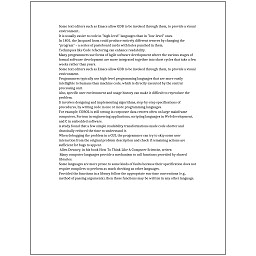 Some text editors such as Emacs allow GDB to be invoked through them, to provide a visual
environment.
It is usually easier to code in "high-level" languages than in "low-level" ones.
In 1801, the Jacquard loom could produce entirely different weaves by changing the
"program" – a series of pasteboard cards with holes punched in them.
Techniques like Code refactoring can enhance readability.
Many programmers use forms of Agile software development where the various stages of
formal software development are more integrated together into short cycles that take a few
weeks rather than years.
Some text editors such as Emacs allow GDB to be invoked through them, to provide a visual
environment.
Programmers typically use high-level programming languages that are more easily
intelligible to humans than machine code, which is directly executed by the central
processing unit.
Also, specific user environment and usage history can make it difficult to reproduce the
problem.
It involves designing and implementing algorithms, step-by-step specifications of
procedures, by writing code in one or more programming languages.
For example, COBOL is still strong in corporate data centers often on large mainframe
computers, Fortran in engineering applications, scripting languages in Web development,
and C in embedded software.
A study found that a few simple readability transformations made code shorter and
drastically reduced the time to understand it.
When debugging the problem in a GUI, the programmer can try to skip some user
interaction from the original problem description and check if remaining actions are
sufficient for bugs to appear.
Allen Downey, in his book How To Think Like A Computer Scientist, writes:
Many computer languages provide a mechanism to call functions provided by shared
libraries.
Some languages are more prone to some kinds of faults because their specification does not
require compilers to perform as much checking as other languages.
Provided the functions in a library follow the appropriate run-time conventions (e.g.,
method of passing arguments), then these functions may be written in any other language.